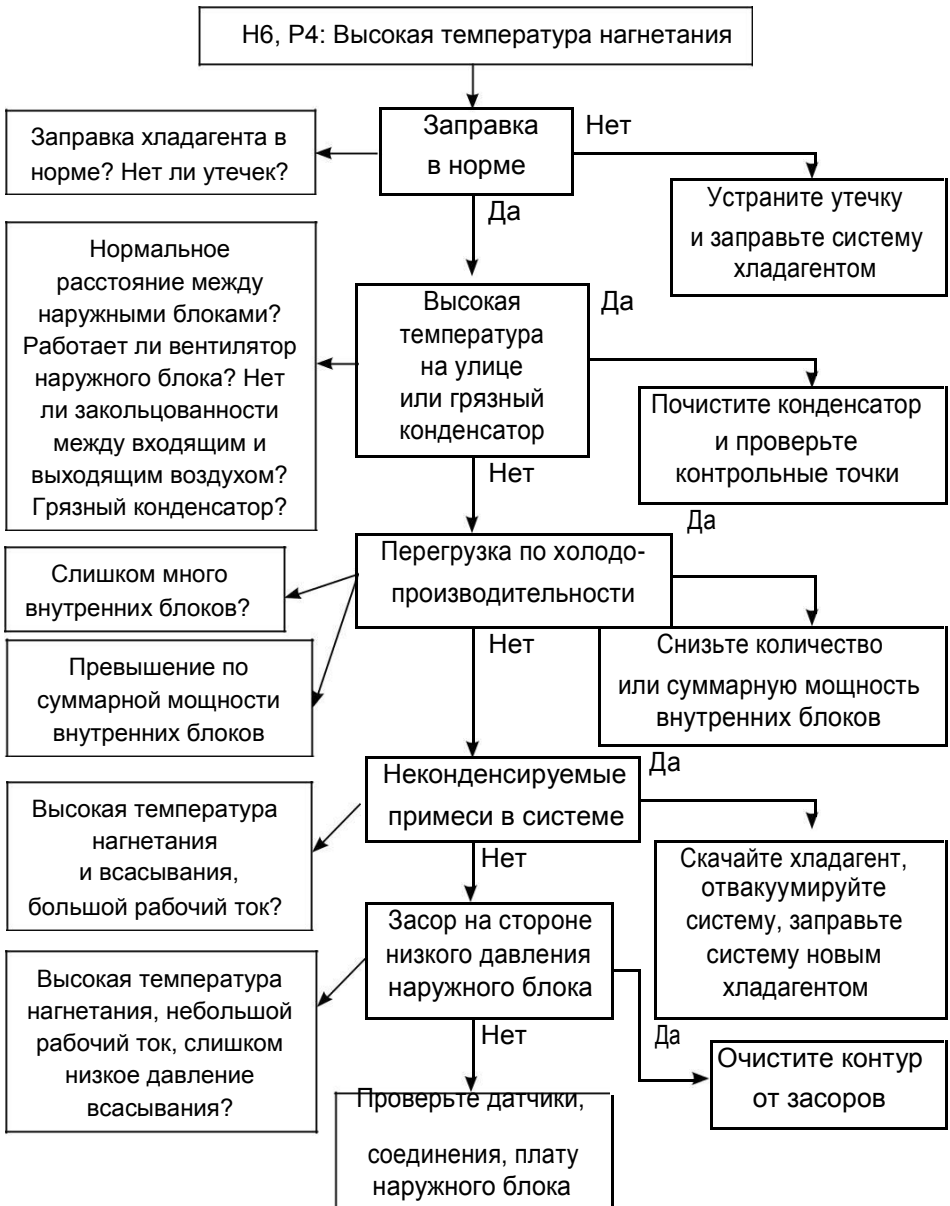 H6, P4: Высокая температура нагнетания
Заправка
в норме
Нет
Заправка хладагента в
норме? Нет ли утечек?
Устраните утечку
и заправьте систему
хладагентом
Да
Нормальное
расстояние между
наружными блоками?
Работает ли вентилятор
наружного блока? Нет
ли закольцованности
между входящим и
выходящим воздухом?
Грязный конденсатор?
Высокая
температура
на улице
или грязный
конденсатор
Да
Почистите конденсатор
и проверьте
контрольные точки
Нет
Перегрузка по холодо-
производительности
Да
Слишком много
внутренних блоков?
Превышение по
суммарной мощности
внутренних блоков
Снизьте количество
или суммарную мощность
внутренних блоков
Нет
Неконденсируемые
примеси в системе
Да
Высокая температура
нагнетания
и всасывания,
большой рабочий ток?
Скачайте хладагент,
отвакуумируйте
систему, заправьте
систему новым
хладагентом
Нет
Засор на стороне
низкого давления
наружного блока
Да
Высокая температура
нагнетания, небольшой
рабочий ток, слишком
низкое давление
всасывания?
Очистите контур
от засоров
Нет
Проверьте датчики,
соединения, плату
наружного блока